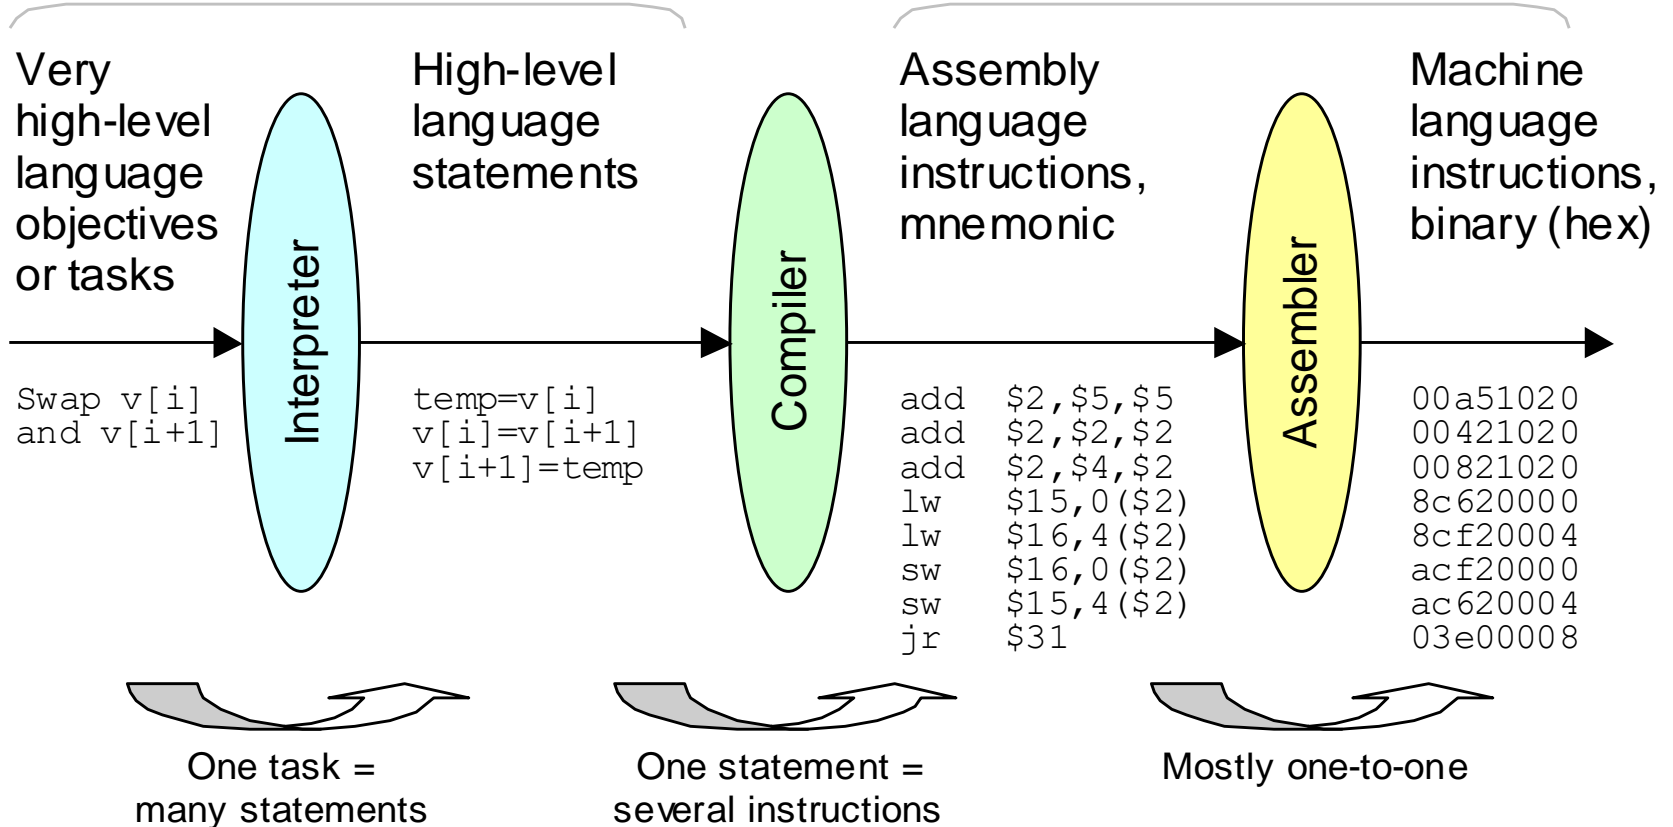 Very
high-level
language
objectives
or tasks
High-level
language
statements
Assembly
language
instructions,
mnemonic
Machine
language
instructions,
binary (hex)
Interpreter
Compiler
Assembler
Swap v[i]
and v[i+1]
temp=v[i]
v[i]=v[i+1]
v[i+1]=temp
add $2,$5,$5
add $2,$2,$2
add $2,$4,$2
lw $15,0($2)
lw $16,4($2)
sw $16,0($2)
sw $15,4($2)
jr $31
00a51020
00421020
00821020
8c620000
8cf20004
acf20000
ac620004
03e00008
One task =
many statements
One statement =
several instructions
Mostly one-to-one